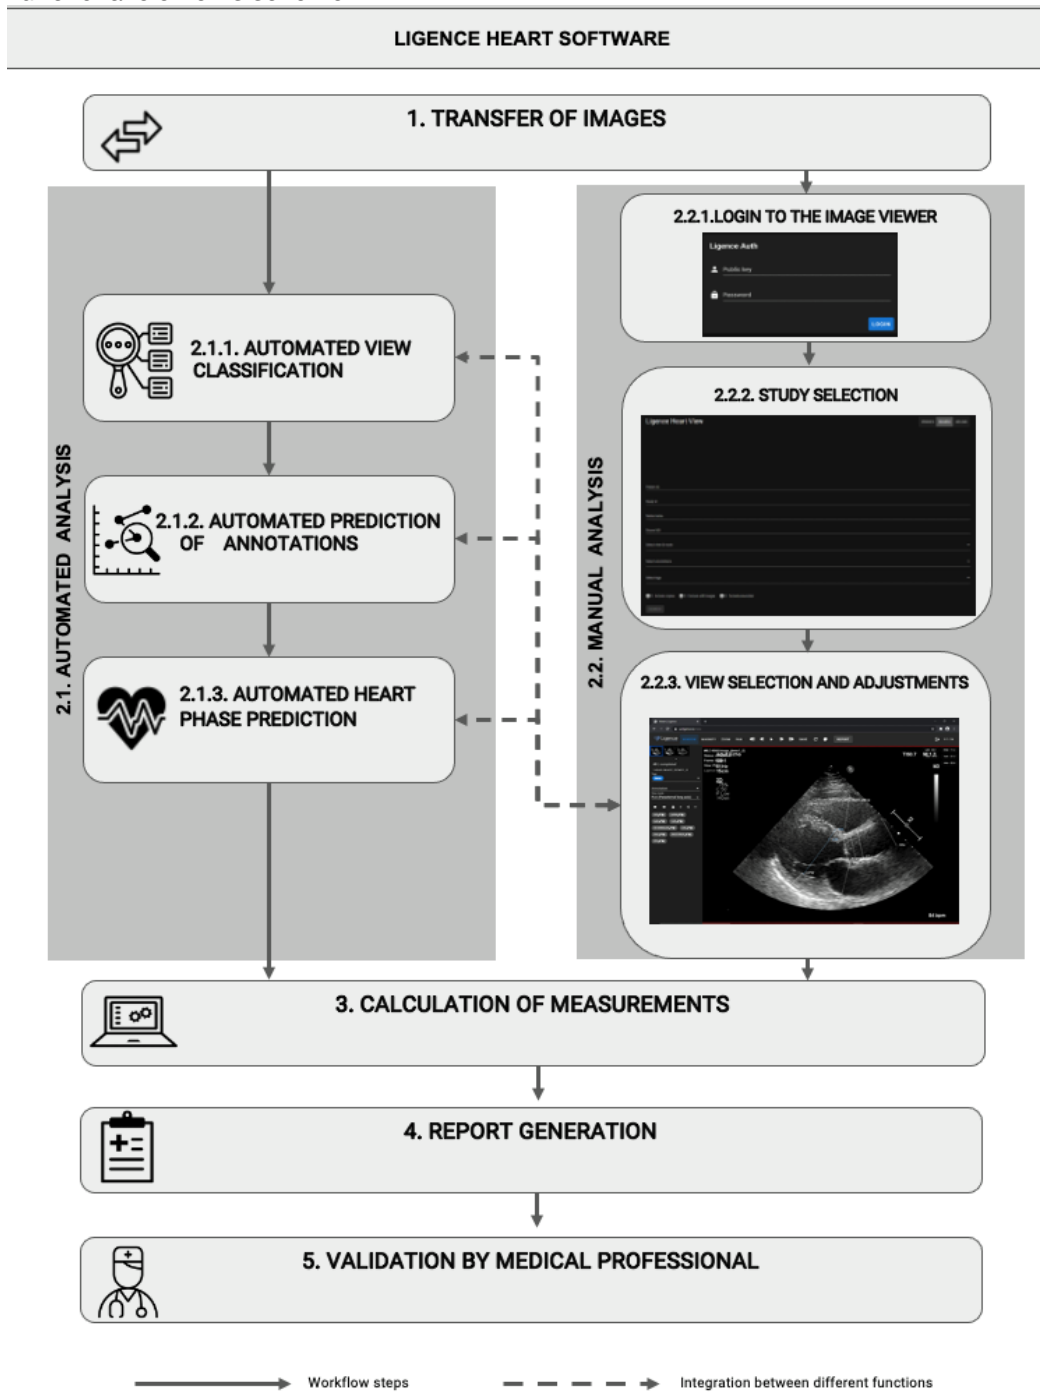 LIGENCE HEART SOFTWARE
1. TRANSFER OF IMAGES
2.1. AUTOMATED ANALYSIS
2.1.1. AUTOMATED VIEW
CLASSIFICATION
2.1.2. AUTOMATED PREDICTION
OF ANNOTATIONS
2.1.3. AUTOMATED HEART
PHASE PREDICTION
2.2. MANUAL ANALYSIS
2.2.1.LOGIN TO THE IMAGE VIEWER
Ligence Auth
Public key
Password
LOGIN
2.2.2. STUDY SELECTION
Ligence Heart View
2.2.3. VIEW SELECTION AND ADJUSTMENTS
3. CALCULATION OF MEASUREMENTS
4. REPORT GENERATION
5. VALIDATION BY MEDICAL PROFESSIONAL
Workflow steps
Integration between different functions